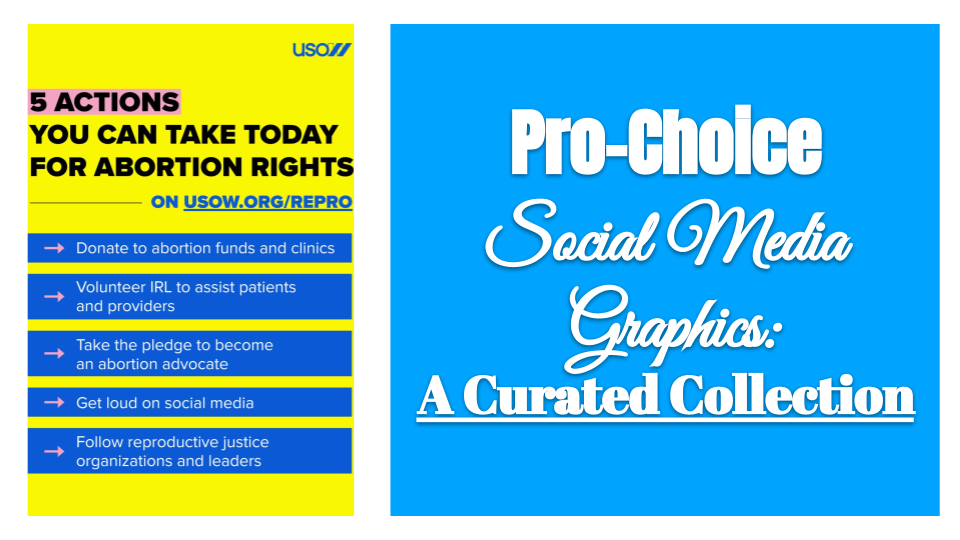 USOW
5 ACTIONS
YOU CAN TAKE TODAY
FOR ABORTION RIGHTS
ON USOW.ORG/REPRO
→ Donate to abortion funds and clinics
→ Volunteer IRL to assist patients
and providers
→ Take the pledge to become
an abortion advocate
→ Get loud on social media
→ Follow reproductive justice
organizations and leaders
Pro-Choice
Social Media
Graphics:
A Curated Collection